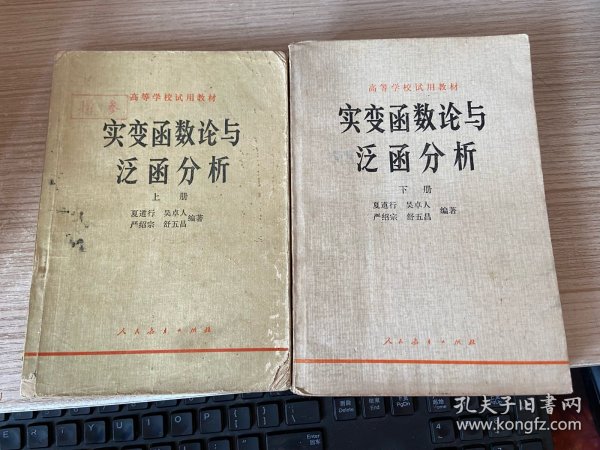 高等学校试用教材
实变函数论与
泛函分析
上册
夏道行 吴卓人
严绍宗 舒五昌
编著
人民教育出版社
高等学校试用教材
实变函数论与
泛函分析
下册
夏道行 吴卓人
严绍宗 舒五昌
编著
人民教育出版社
Delete
End
PgDn
Enter
孔夫子旧书网
www.kongfz.com